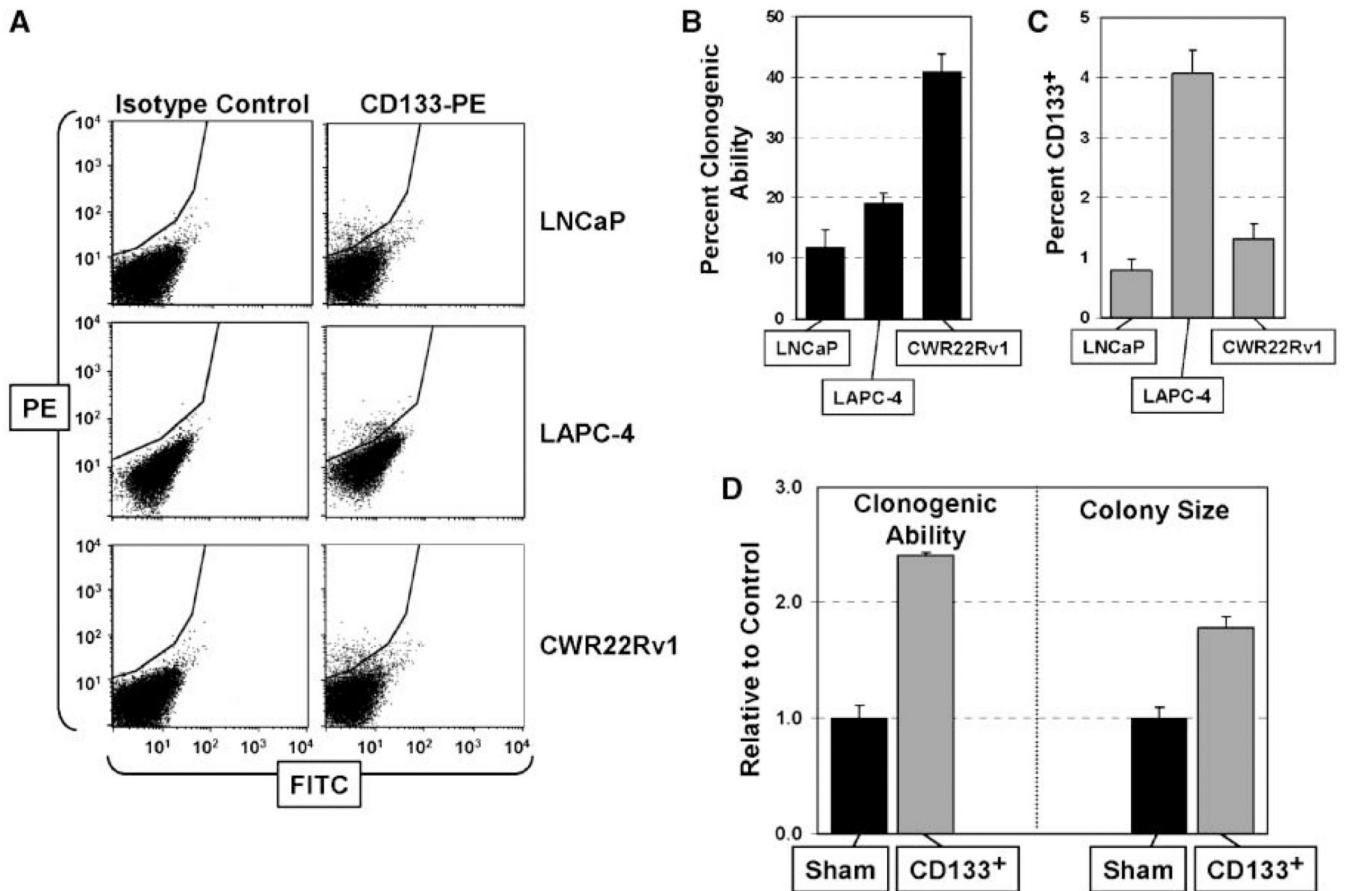 A
Isotype Control
CD133-PE
10⁴
10³
10²
10¹
LNCaP
10⁴
10³
10²
10¹
PE
LAPC-4
10⁴
10³
10²
10¹
CWR22Rv1
10¹ 10² 10³ 10⁴
10¹ 10² 10³ 10⁴
FITC
B
Percent Clonogenic
Ability
50
40
30
20
10
0
LNCaP
CWR22Rv1
LAPC-4
C
Percent CD133⁺
5
4
3
2
1
0
LNCaP
CWR22Rv1
LAPC-4
D
Relative to Control
3.0
2.0
1.0
0.0
Clonogenic
Ability
Colony Size
Sham
CD133⁺
Sham
CD133⁺